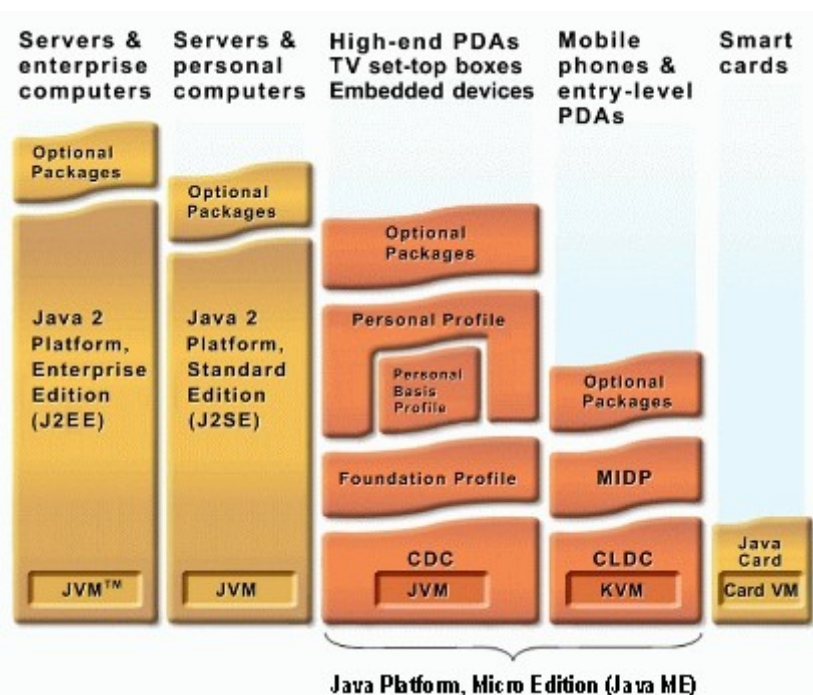 Servers &
enterprise
computers
Servers &
personal
computers
High-end PDAs
TV set-top boxes
Embedded devices
Mobile
phones &
entry-level
PDAs
Smart
cards
Optional
Packages
Java 2
Platform,
Enterprise
Edition
(J2EE)
JVM™
Optional
Packages
Java 2
Platform,
Standard
Edition
(J2SE)
JVM
Optional
Packages
Personal Profile
Personal
Basis
Profile
Foundation Profile
CDC
JVM
Optional
Packages
MIDP
CLDC
KVM
Java
Card
Card VM
Java Platform, Micro Edition (Java ME)